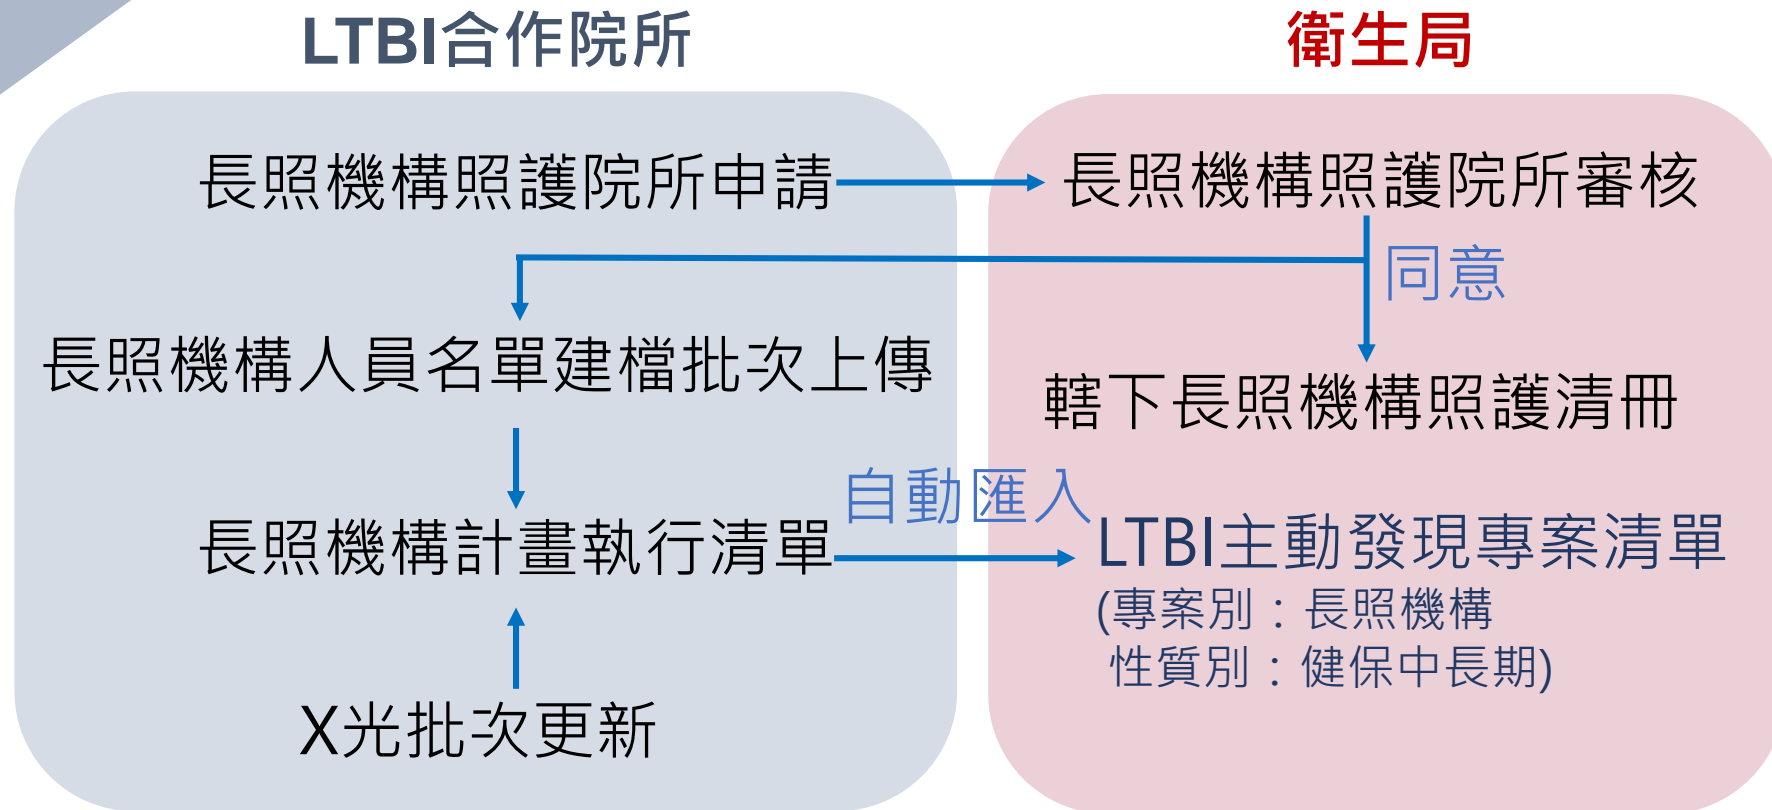 LTBI合作院所
衛生局
長照機構照護院所申請
長照機構照護院所審核
同意
長照機構人員名單建檔批次上傳
轄下長照機構照護清冊
自動匯入
長照機構計畫執行清單
LTBI主動發現專案清單
(專案別：長照機構
性質別：健保中長期)
X光批次更新